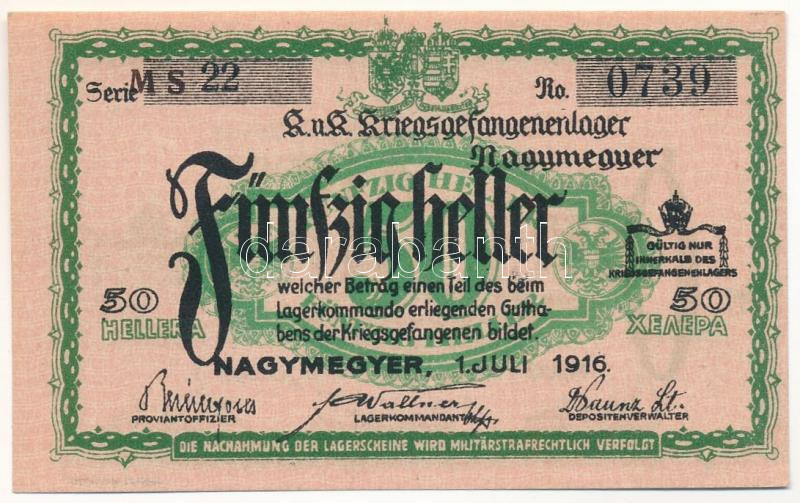 Serie MS 22 No. 0739
K.u.K. Kriegsgefangenenlager
Nagymegyer
Fünfzig Heller
GÜLTIG NUR
INNERHALB DES
KRIEGSGEFANGENENLAGERS
welcher Betrag einen Teil des beim
Lagerkommando erliegenden Gutha-
bens der Kriegsgefangenen bildet.
50 HELLERA
50 ХЕЛЕРА
NAGYMEGYER, 1. JULI 1916.
Wallner
PROVIANTOFFIZIER LAGERKOMMANDANT DEPOSITENVERWALTER
DIE NACHAHMUNG DER LAGERSCHEINE WIRD MILITÄRSTRAFRECHTLICH VERFOLGT
darabanth